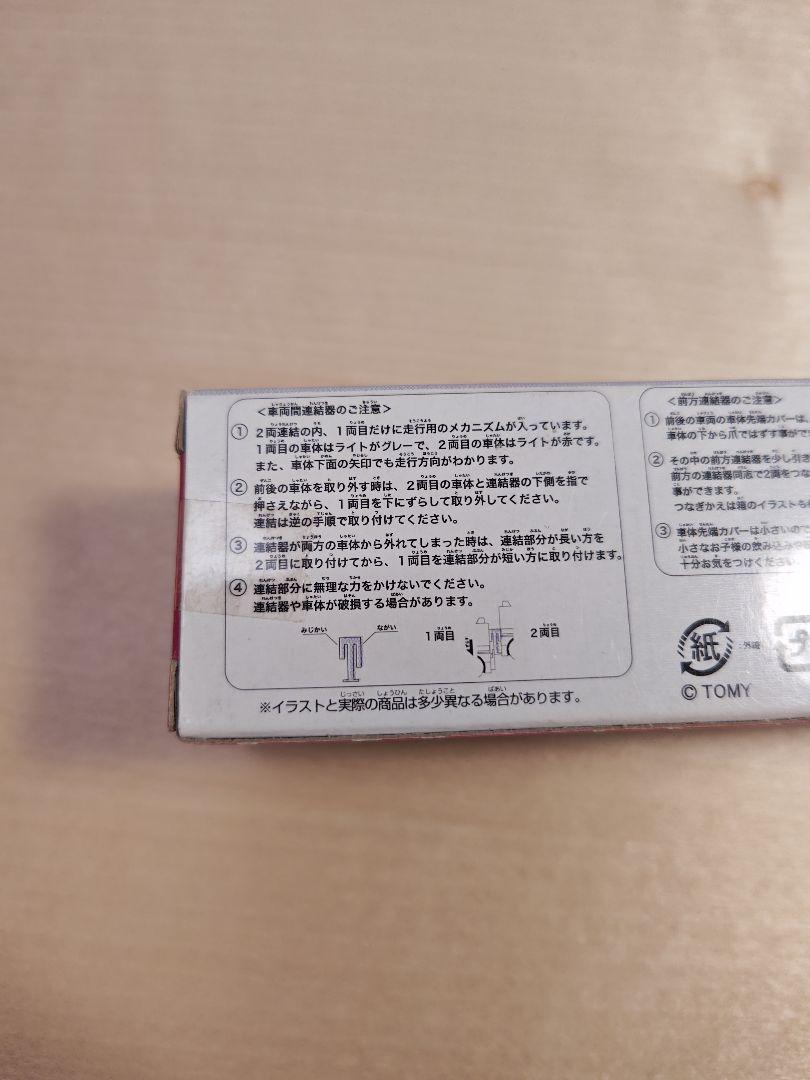 ＜車両間連結器のご注意＞
① 2両連結の内、1両目だけに走行用のメカニズムが入っています。
1両目の車体はライトがグレーで、2両目の車体はライトが赤です。
また、車体下面の矢印でも走行方向がわかります。
② 前後の車体を取り外す時は、2両目の車体と連結器の下側を指で
押さえながら、1両目を下にずらして取り外してください。
連結は逆の手順で取り付けてください。
③ 連結器が両方の車体から外れてしまった時は、連結部分が長い方を
2両目に取り付けてから、1両目を連結部分が短い方に取り付けます。
④ 連結部分に無理な力をかけないでください。
連結器や車体が破損する場合があります。
みじかい ながい 1両目 2両目
※イラストと実際の商品は多少異なる場合があります。
＜前方連結器のご注意＞
① 前後の車両の車体先端カバーは、
車体の下から爪ではずす事がで
② その中の前方連結器を少し引き
前方の連結器同志で2両をつな
事ができます。
つなぎかえは箱のイラストも
③ 車体先端カバーは小さいので
小さなお子様の飲み込みや
十分お気をつけください
紙 外箱
© TOMY